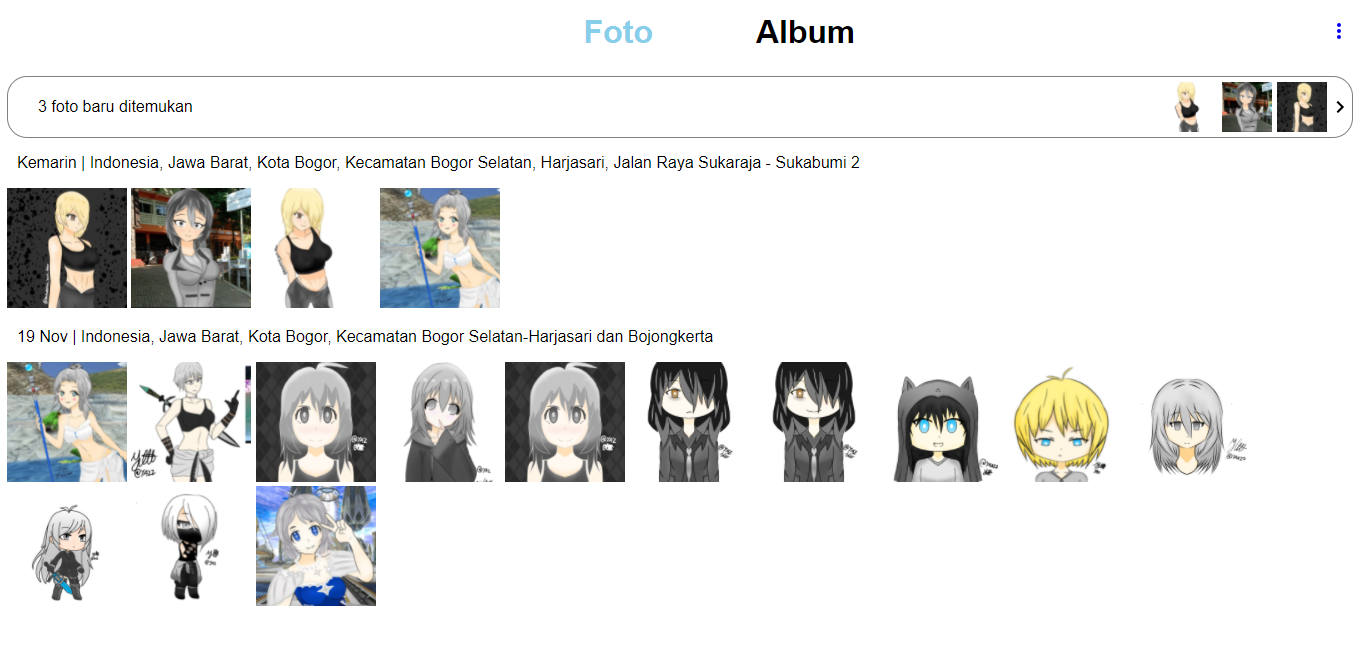 Foto Album
3 foto baru ditemukan
Kemarin | Indonesia, Jawa Barat, Kota Bogor, Kecamatan Bogor Selatan, Harjasari, Jalan Raya Sukaraja - Sukabumi 2
19 Nov | Indonesia, Jawa Barat, Kota Bogor, Kecamatan Bogor Selatan-Harjasari dan Bojongkerta